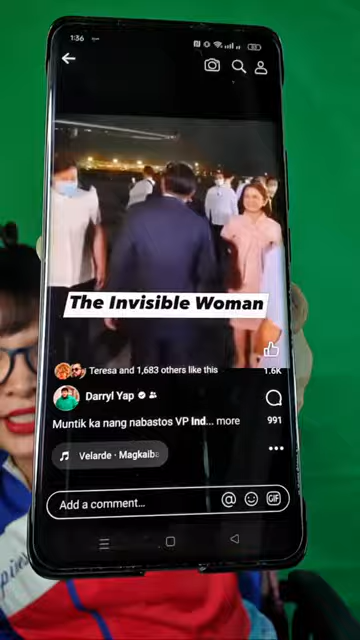 1:36
The Invisible Woman
Teresa and 1,683 others like this
1.6K
Darryl Yap
Muntik ka nang nabastos VP Ind... more
991
Velarde · Magkaiba
Add a comment...
GIF